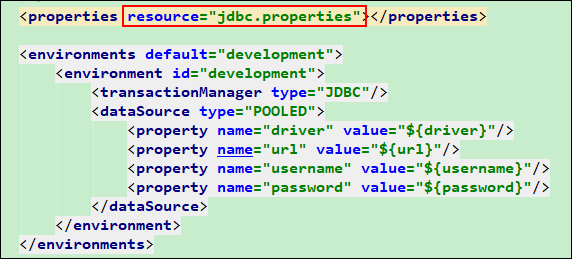 <properties resource="jdbc.properties"></properties>
<environments default="development">
<environment id="development">
<transactionManager type="JDBC"/>
<dataSource type="POOLED">
<property name="driver" value="${driver}"/>
<property name="url" value="${url}"/>
<property name="username" value="${username}"/>
<property name="password" value="${password}"/>
</dataSource>
</environment>
</environments>